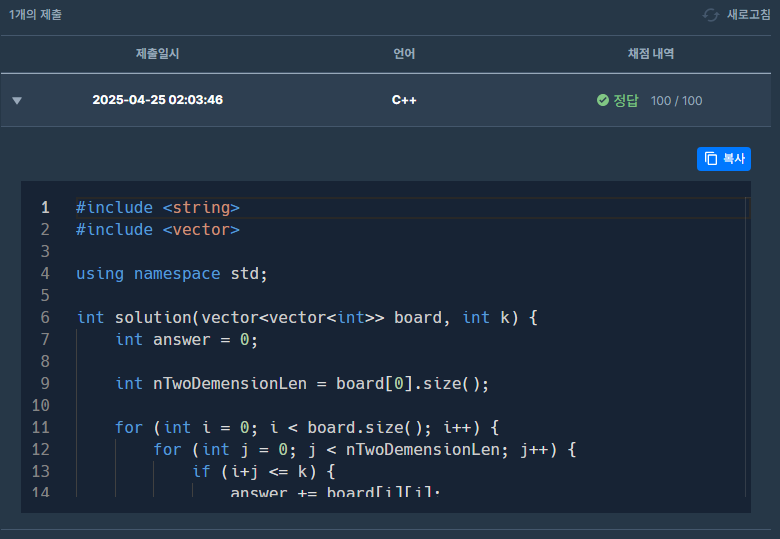 1개의 제출 새로고침
제출일시 언어 채점 내역
2025-04-25 02:03:46 C++ 정답 100 / 100
복사
1 #include <string>
2 #include <vector>
3
4 using namespace std;
5
6 int solution(vector<vector<int>> board, int k) {
7     int answer = 0;
8
9     int nTwoDemensionLen = board[0].size();
10
11     for (int i = 0; i < board.size(); i++) {
12         for (int j = 0; j < nTwoDemensionLen; j++) {
13             if (i+j <= k) {
14                 answer += board[i][j];